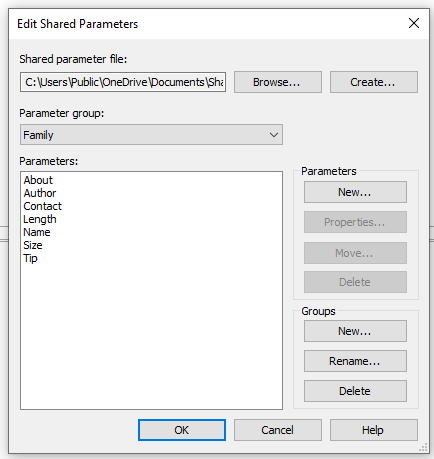 Edit Shared Parameters
Shared parameter file:
C:\Users\Public\OneDrive\Documents\Sha
Browse...
Create...
Parameter group:
Family
Parameters:
About
Author
Contact
Length
Name
Size
Tip
Parameters
New...
Properties...
Move...
Delete
Groups
New...
Rename...
Delete
OK
Cancel
Help